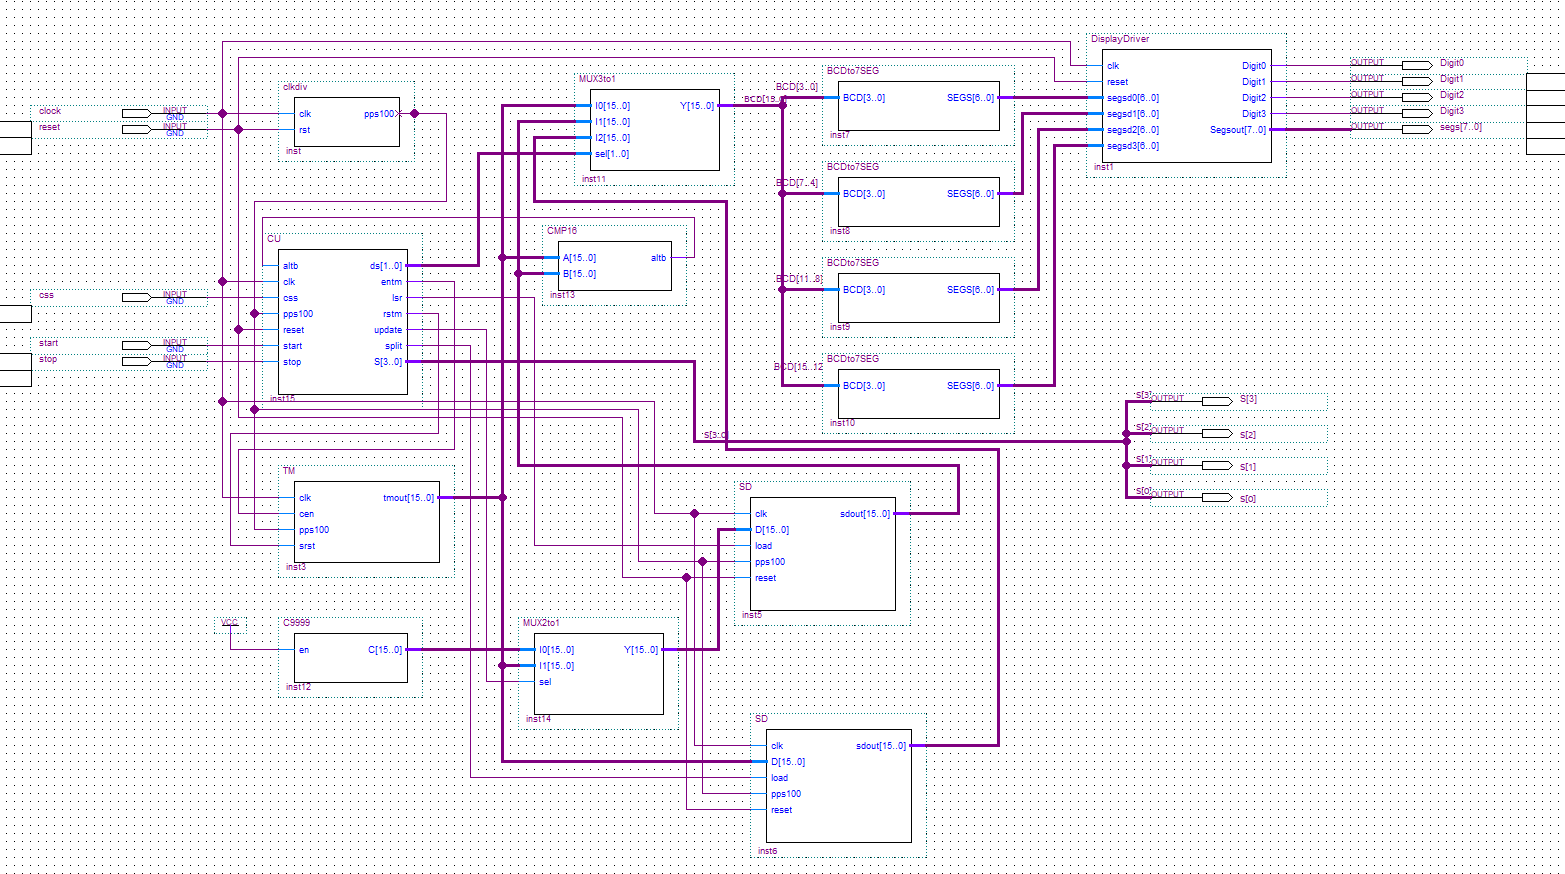 DisplayDriver
clk
reset
segsd0[6..0]
segsd1[6..0]
segsd2[6..0]
segsd3[6..0]
Digit0
Digit1
Digit2
Digit3
Segsout[7..0]
inst1
OUTPUT
Digit0
OUTPUT
Digit1
OUTPUT
Digit2
OUTPUT
Digit3
OUTPUT
segs[7..0]
clock
INPUT
GND
reset
INPUT
GND
clkdiv
clk
rst
pps100
inst
MUX3to1
I0[15..0]
I1[15..0]
I2[15..0]
sel[1..0]
Y[15..0]
inst11
BCD[3..0]
BCDto7SEG
BCD[3..0]
SEGS[6..0]
inst7
BCD[7..4]
BCDto7SEG
BCD[3..0]
SEGS[6..0]
inst8
BCD[11..8]
BCDto7SEG
BCD[3..0]
SEGS[6..0]
inst9
BCDto7SEG
BCD[3..0]
SEGS[6..0]
inst10
css
INPUT
GND
start
INPUT
GND
stop
INPUT
GND
CU
altb
clk
css
pps100
reset
start
stop
ds[1..0]
entm
lsr
rstm
update
split
S[3..0]
inst15
CMP16
A[15..0]
B[15..0]
altb
inst13
S[3..0]
S[3]
OUTPUT
S[3]
S[2]
OUTPUT
S[2]
S[1]
OUTPUT
S[1]
S[0]
OUTPUT
S[0]
TM
clk
cen
pps100
srst
tmout[15..0]
inst3
SD
clk
D[15..0]
load
pps100
reset
sdout[15..0]
inst5
VCC
C9999
en
C[15..0]
inst12
MUX2to1
I0[15..0]
I1[15..0]
sel
Y[15..0]
inst14
SD
clk
D[15..0]
load
pps100
reset
sdout[15..0]
inst6